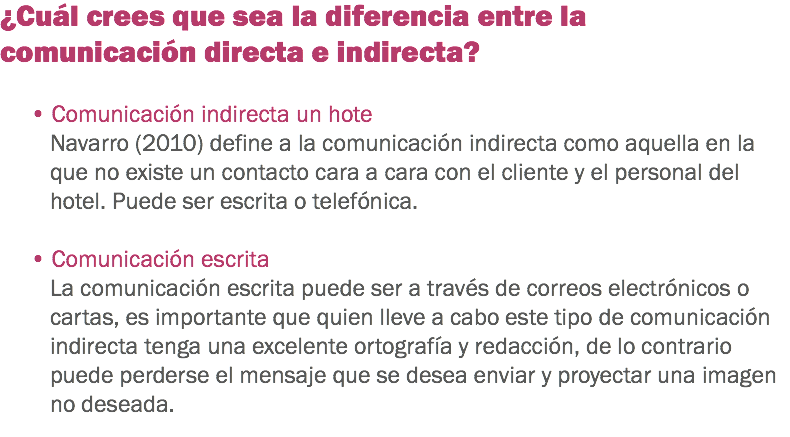 ¿Cuál crees que sea la diferencia entre la
comunicación directa e indirecta?
• Comunicación indirecta un hote
Navarro (2010) define a la comunicación indirecta como aquella en la
que no existe un contacto cara a cara con el cliente y el personal del
hotel. Puede ser escrita o telefónica.
• Comunicación escrita
La comunicación escrita puede ser a través de correos electrónicos o
cartas, es importante que quien lleve a cabo este tipo de comunicación
indirecta tenga una excelente ortografía y redacción, de lo contrario
puede perderse el mensaje que se desea enviar y proyectar una imagen
no deseada.